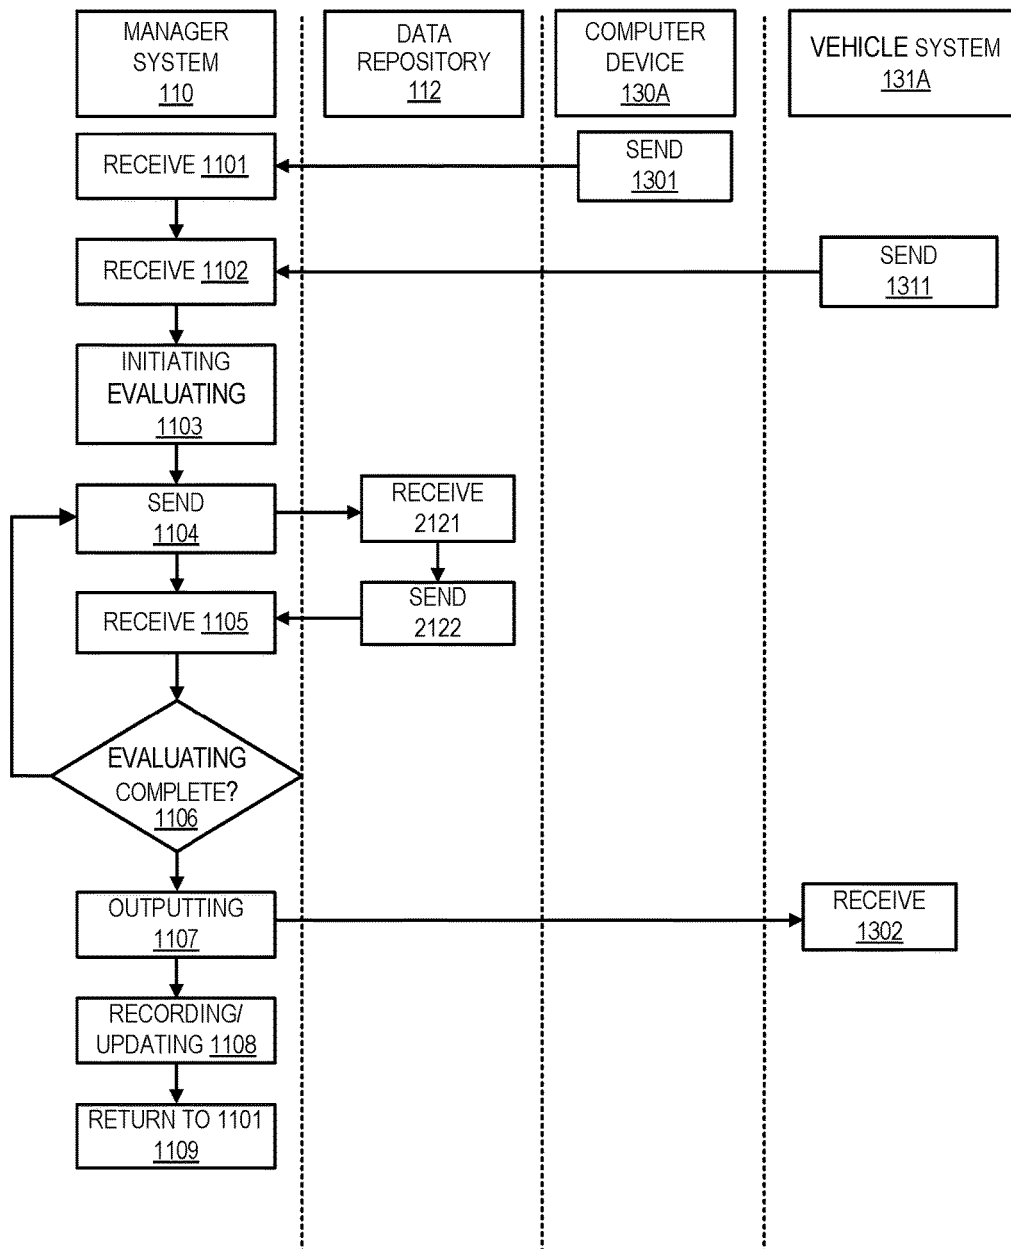 MANAGER
SYSTEM
110
DATA
REPOSITORY
112
COMPUTER
DEVICE
130A
VEHICLE SYSTEM
131A
RECEIVE 1101
SEND
1301
RECEIVE 1102
SEND
1311
INITIATING
EVALUATING
1103
SEND
1104
RECEIVE
2121
RECEIVE 1105
SEND
2122
EVALUATING
COMPLETE?
1106
OUTPUTTING
1107
RECEIVE
1302
RECORDING/
UPDATING 1108
RETURN TO 1101
1109